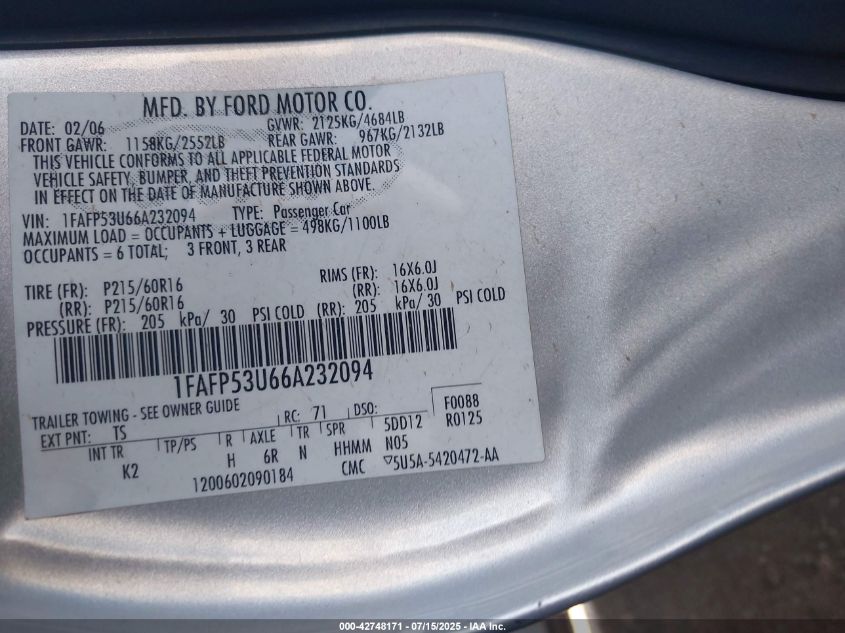 MFD. BY FORD MOTOR CO.
DATE: 02/06 GVWR: 2125KG/4684LB
FRONT GAWR: 1158KG/2552LB REAR GAWR: 967KG/2132LB
THIS VEHICLE CONFORMS TO ALL APPLICABLE FEDERAL MOTOR
VEHICLE SAFETY, BUMPER, AND THEFT PREVENTION STANDARDS
IN EFFECT ON THE DATE OF MANUFACTURE SHOWN ABOVE.
VIN: 1FAFP53U66A232094 TYPE: Passenger Car
MAXIMUM LOAD = OCCUPANTS + LUGGAGE = 498KG/1100LB
OCCUPANTS = 6 TOTAL; 3 FRONT, 3 REAR
TIRE (FR): P215/60R16 RIMS (FR): 16X6.0J
(RR): P215/60R16 (RR): 16X6.0J
PRESSURE (FR): 205 kPa/ 30 PSI COLD (RR): 205 kPa/ 30 PSI COLD
1FAFP53U66A232094
TRAILER TOWING - SEE OWNER GUIDE RC: 71 DSO: F0088
EXT PNT: TS 5DD12 R0125
INT TR TP/PS R AXLE TR SPR N05
K2 H 6R N HHMM
1200602090184 CMC 5U5A-5420472-AA
000-42748171 - 07/15/2025 - IAA Inc.